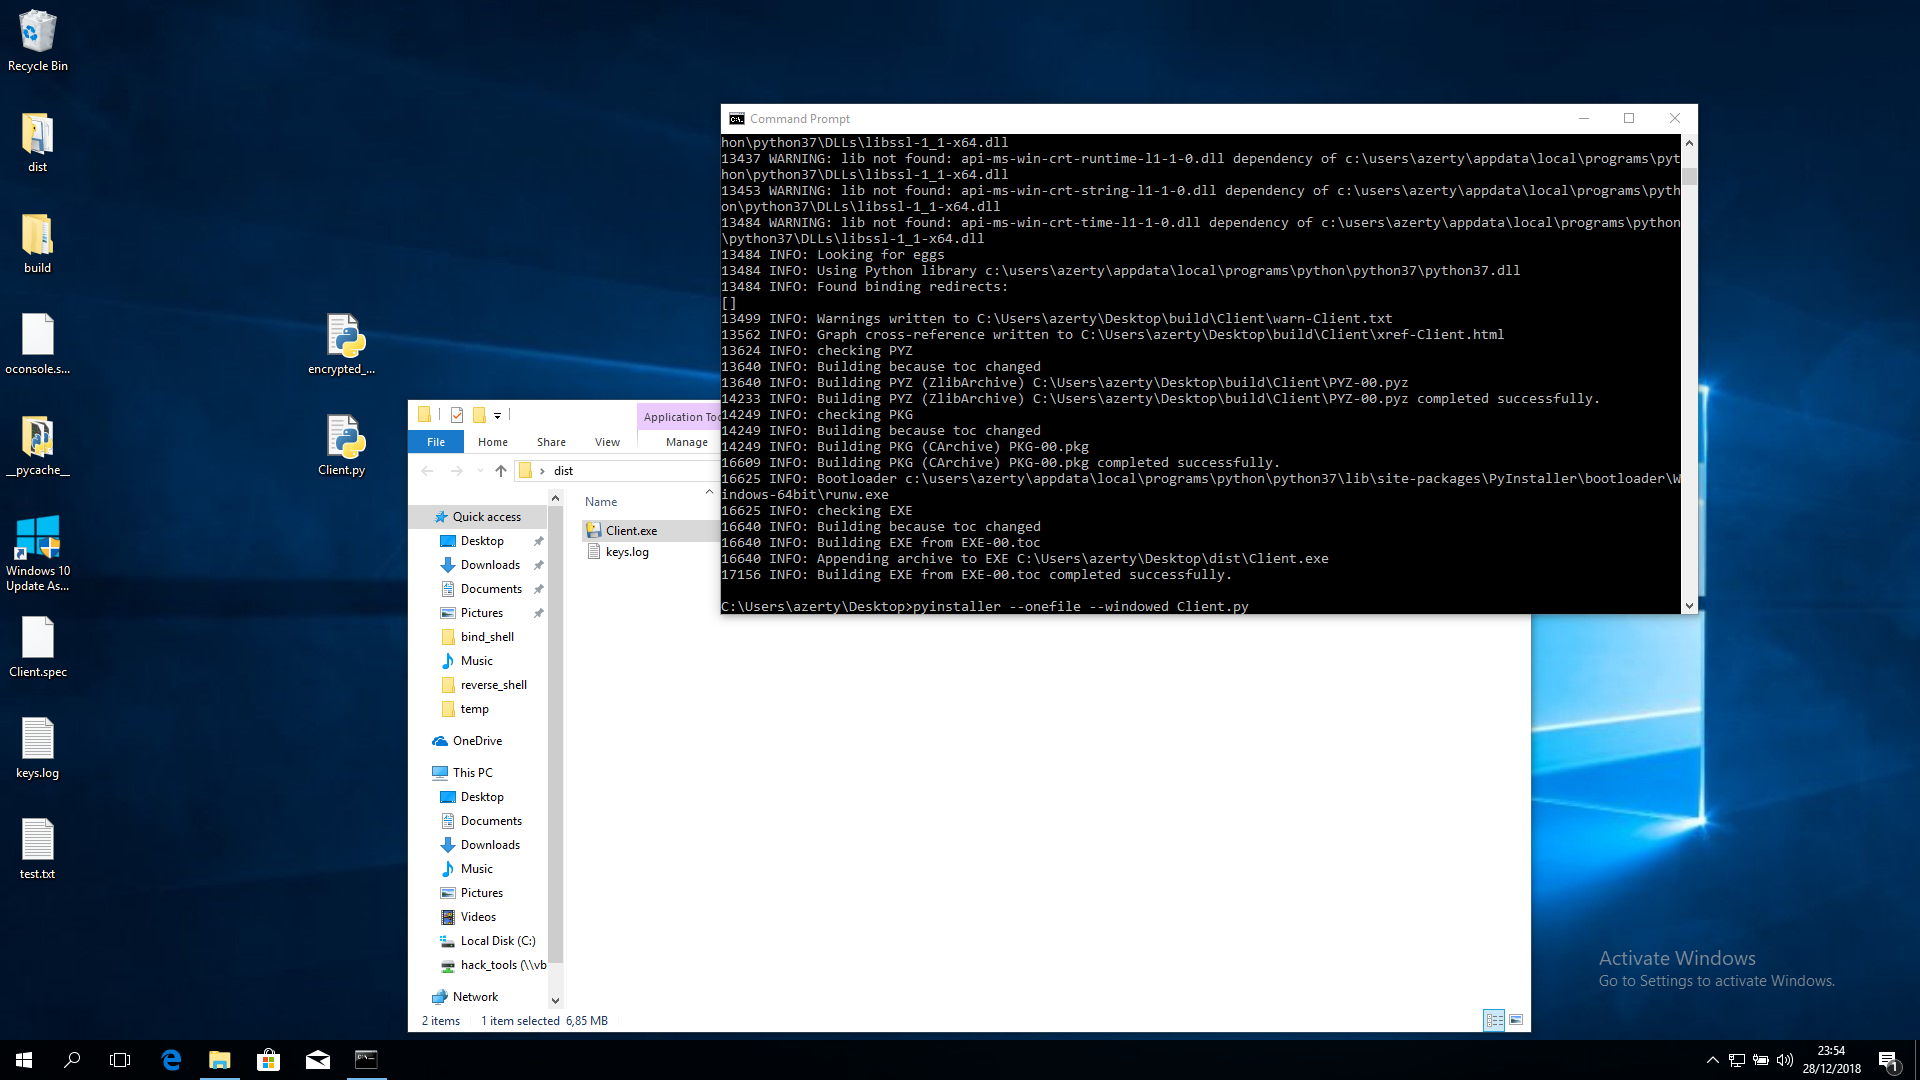 Recycle Bin
dist
build
oconsole.s...
__pycache__
Windows 10
Update As...
Client.spec
keys.log
test.txt
encrypted_...
Client.py
Application Too
File
Home
Share
View
Manage
dist
Name
Client.exe
keys.log
Quick access
Desktop
Downloads
Documents
Pictures
bind_shell
Music
reverse_shell
temp
OneDrive
This PC
Desktop
Documents
Downloads
Music
Pictures
Videos
Local Disk (C:)
hack_tools (\\vb
Network
2 items
1 item selected 6,85 MB
Command Prompt
hon\python37\DLLs\libssl-1_1-x64.dll
13437 WARNING: lib not found: api-ms-win-crt-runtime-l1-1-0.dll dependency of c:\users\azerty\appdata\local\programs\pyt
hon\python37\DLLs\libssl-1_1-x64.dll
13453 WARNING: lib not found: api-ms-win-crt-string-l1-1-0.dll dependency of c:\users\azerty\appdata\local\programs\pyth
on\python37\DLLs\libssl-1_1-x64.dll
13484 WARNING: lib not found: api-ms-win-crt-time-l1-1-0.dll dependency of c:\users\azerty\appdata\local\programs\python
\python37\DLLs\libssl-1_1-x64.dll
13484 INFO: Looking for eggs
13484 INFO: Using Python library c:\users\azerty\appdata\local\programs\python\python37\python37.dll
13484 INFO: Found binding redirects:
[]
13499 INFO: Warnings written to C:\Users\azerty\Desktop\build\Client\warn-Client.txt
13562 INFO: Graph cross-reference written to C:\Users\azerty\Desktop\build\Client\xref-Client.html
13624 INFO: checking PYZ
13640 INFO: Building because toc changed
13640 INFO: Building PYZ (ZlibArchive) C:\Users\azerty\Desktop\build\Client\PYZ-00.pyz
14233 INFO: Building PYZ (ZlibArchive) C:\Users\azerty\Desktop\build\Client\PYZ-00.pyz completed successfully.
14249 INFO: checking PKG
14249 INFO: Building because toc changed
14249 INFO: Building PKG (CArchive) PKG-00.pkg
16609 INFO: Building PKG (CArchive) PKG-00.pkg completed successfully.
16625 INFO: Bootloader c:\users\azerty\appdata\local\programs\python\python37\lib\site-packages\PyInstaller\bootloader\W
indows-64bit\runw.exe
16625 INFO: checking EXE
16640 INFO: Building because toc changed
16640 INFO: Building EXE from EXE-00.toc
16640 INFO: Appending archive to EXE C:\Users\azerty\Desktop\dist\Client.exe
17156 INFO: Building EXE from EXE-00.toc completed successfully.
C:\Users\azerty\Desktop>pyinstaller --onefile --windowed Client.py
Activate Windows
Go to Settings to activate Windows.
23:54
28/12/2018
1